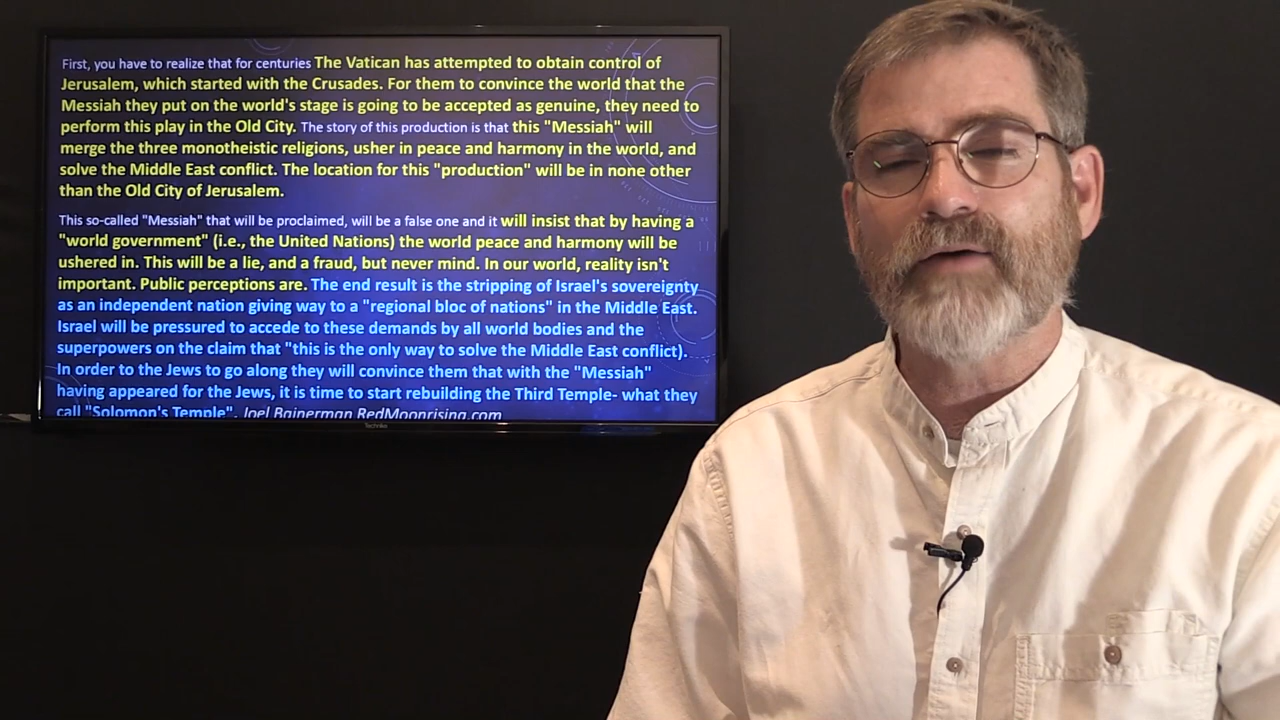 First, you have to realize that for centuries The Vatican has attempted to obtain control of
Jerusalem, which started with the Crusades. For them to convince the world that the
Messiah they put on the world's stage is going to be accepted as genuine, they need to
perform this play in the Old City. The story of this production is that this "Messiah" will
merge the three monotheistic religions, usher in peace and harmony in the world, and
solve the Middle East conflict. The location for this "production" will be in none other
than the Old City of Jerusalem.
This so-called "Messiah" that will be proclaimed, will be a false one and it will insist that by having a
"world government" (i.e., the United Nations) the world peace and harmony will be
ushered in. This will be a lie, and a fraud, but never mind. In our world, reality isn't
important. Public perceptions are. The end result is the stripping of Israel's sovereignty
as an independent nation giving way to a "regional bloc of nations" in the Middle East.
Israel will be pressured to accede to these demands by all world bodies and the
superpowers on the claim that "this is the only way to solve the Middle East conflict).
In order to the Jews to go along they will convince them that with the "Messiah"
having appeared for the Jews, it is time to start rebuilding the Third Temple- what they
call "Solomon's Temple". Joel Bainerman RedMoonrising.com
Technika